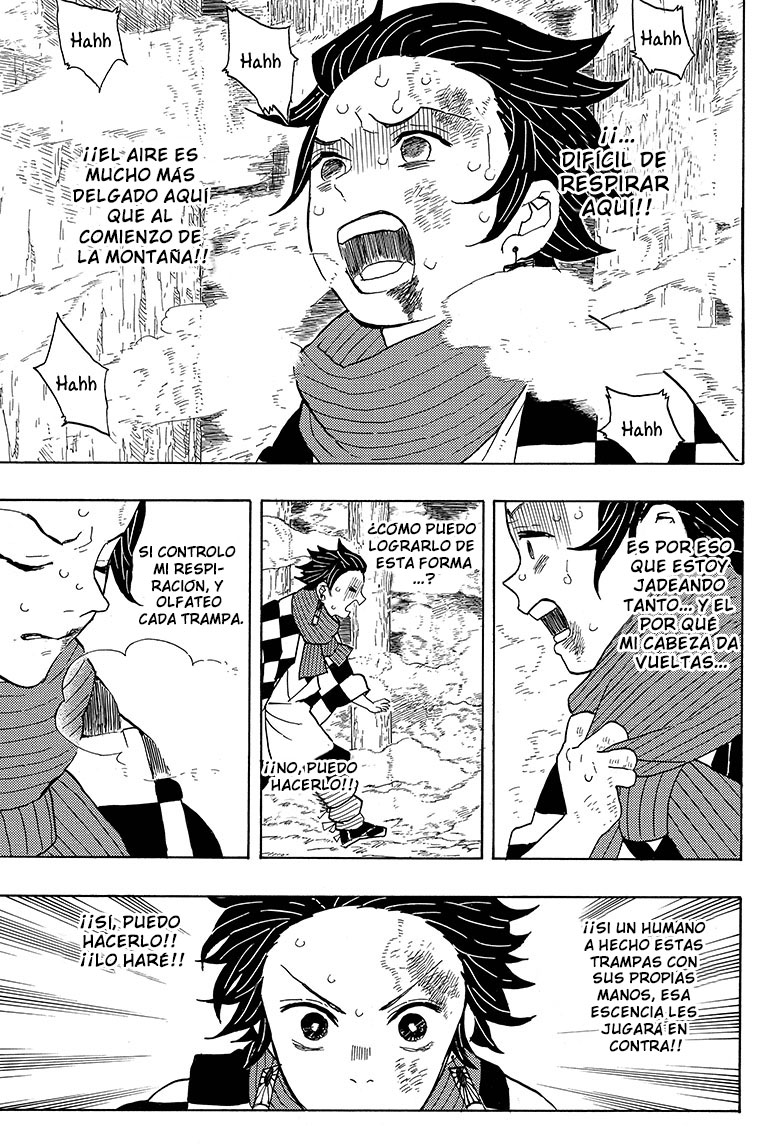 Hahh
¡¡...
DIFÍCIL DE
RESPIRAR
AQUÍ!!
Hahh
Hahh
¡¡EL AIRE ES
MUCHO MÁS
DELGADO AQUÍ
QUE AL
COMIENZO DE
LA MONTAÑA!!
Hahh
Hahh
ES POR ESO
QUE ESTOY
JADEANDO
TANTO... Y EL
POR QUÉ
MI CABEZA DA
VUELTAS...
¿CÓMO PUEDO
LOGRARLO DE
ESTA FORMA
...?
¡¡NO, PUEDO
HACERLO!!
SI CONTROLO
MI RESPI-
RACIÓN, Y
OLFATEO
CADA TRAMPA.
¡¡SI UN HUMANO
A HECHO ESTAS
TRAMPAS CON
SUS PROPIAS
MANOS, ESA
ESCENCIA LES
JUGARÁ EN
CONTRA!!
¡¡SÍ, PUEDO
HACERLO!!
¡¡LO HARÉ!!